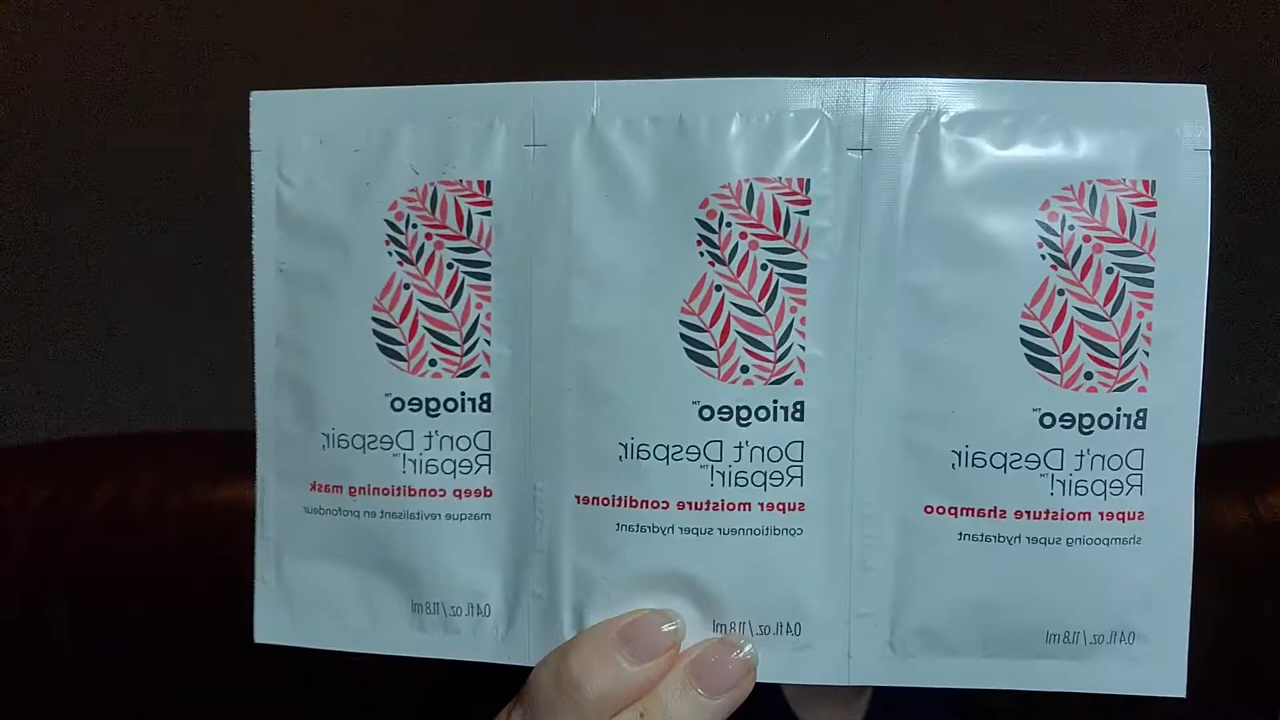 Briogeo™
Don't Despair,
Repair!™
super moisture shampoo
shampooing super hydratant
0.4 fl. oz. / 11.8 ml
Briogeo™
Don't Despair,
Repair!™
super moisture conditioner
conditionneur super hydratant
0.4 fl. oz. / 11.8 ml
Briogeo™
Don't Despair,™
Repair!™
deep conditioning mask
masque revitalisant en profondeur
0.4 fl. oz. / 11.8 ml